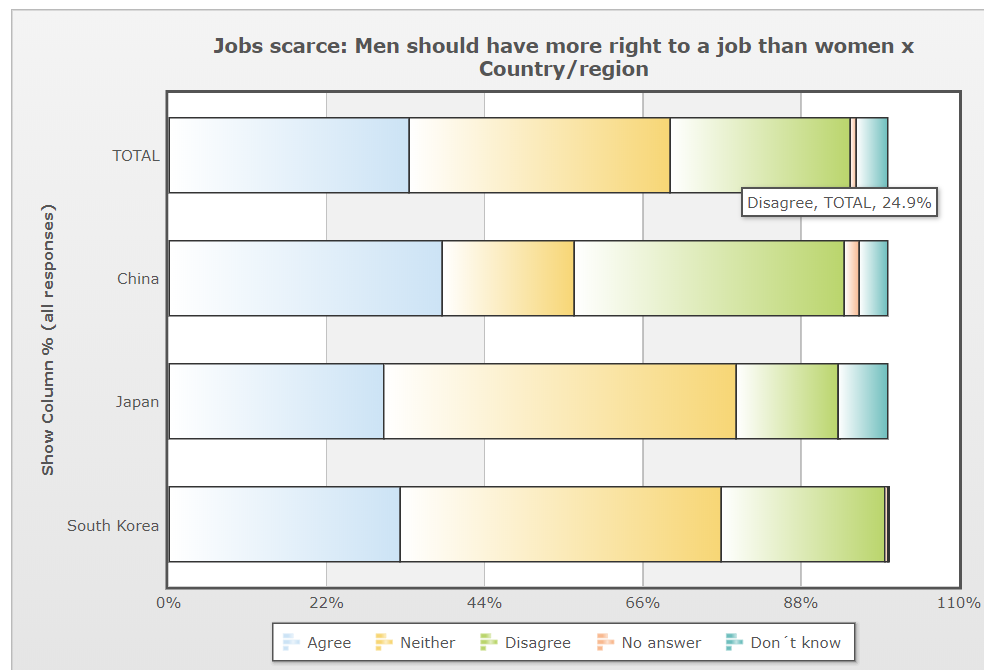 Jobs scarce: Men should have more right to a job than women x
Country/region
Show Column % (all responses)
TOTAL
Disagree, TOTAL, 24.9%
China
Japan
South Korea
0% 22% 44% 66% 88% 110%
Agree Neither Disagree No answer Don´t know